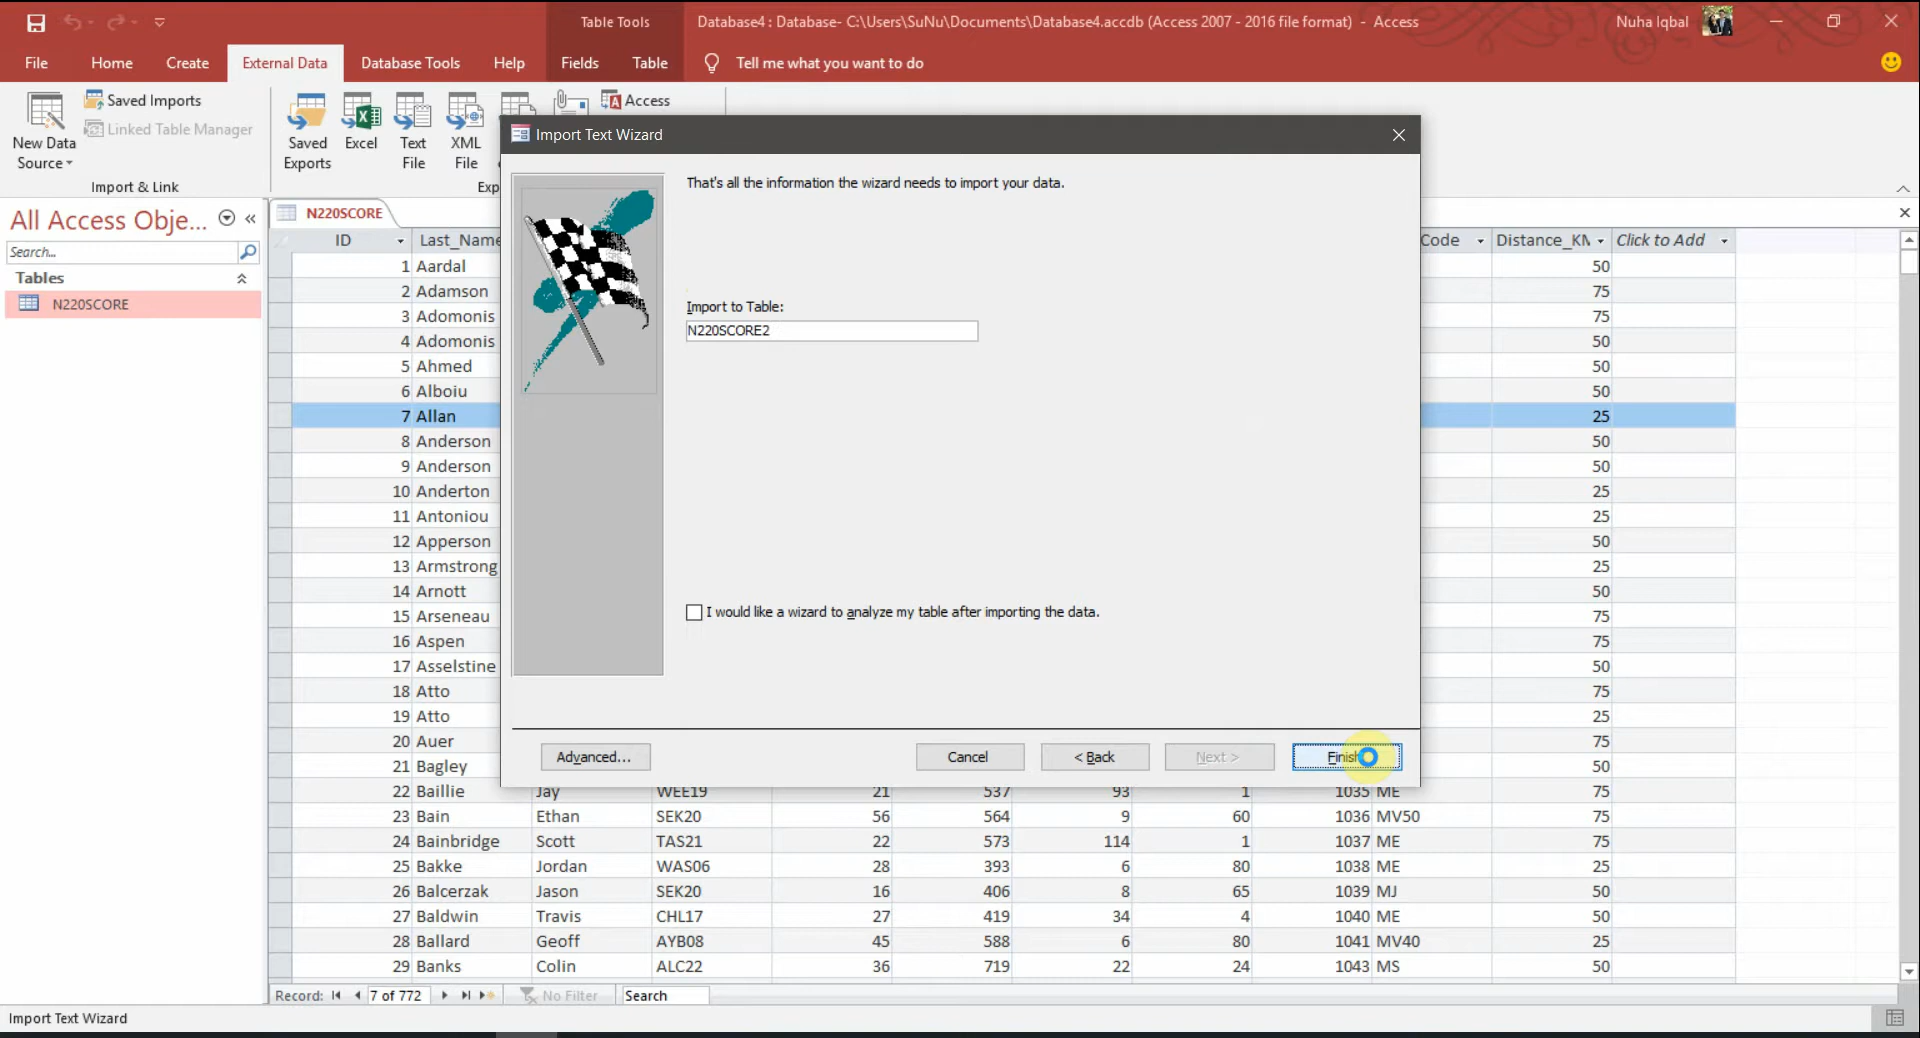 Table Tools
Database4 : Database- C:\Users\SuNu\Documents\Database4.accdb (Access 2007 - 2016 file format) - Access
Nuha Iqbal
File Home Create External Data Database Tools Help Fields Table Tell me what you want to do
New Data Source
Saved Imports
Linked Table Manager
Import & Link
Saved Exports
Excel
Text File
XML File
Access
Exp
Import Text Wizard
That's all the information the wizard needs to import your data.
Import to Table:
N220SCORE2
I would like a wizard to analyze my table after importing the data.
Advanced...
Cancel
< Back
Next >
Finish
All Access Obje...
Search...
Tables
N220SCORE
N220SCORE
ID Last_Name Code Distance_KM Click to Add
1 Aardal 50
2 Adamson 75
3 Adomonis 75
4 Adomonis 50
5 Ahmed 50
6 Alboiu 50
7 Allan 25
8 Anderson 50
9 Anderson 50
10 Anderton 25
11 Antoniou 25
12 Apperson 50
13 Armstrong 25
14 Arnott 50
15 Arseneau 75
16 Aspen 75
17 Asselstine 50
18 Atto 75
19 Atto 25
20 Auer 75
21 Bagley 50
22 Baillie Jay WEE19 21 537 93 1 1035 ME 75
23 Bain Ethan SEK20 56 564 9 60 1036 MV50 75
24 Bainbridge Scott TAS21 22 573 114 1 1037 ME 75
25 Bakke Jordan WAS06 28 393 6 80 1038 ME 25
26 Balcerzak Jason SEK20 16 406 8 65 1039 MJ 50
27 Baldwin Travis CHL17 27 419 34 4 1040 ME 50
28 Ballard Geoff AYB08 45 588 6 80 1041 MV40 25
29 Banks Colin ALC22 36 719 22 24 1043 MS 50
Record: 7 of 772 No Filter Search
Import Text Wizard